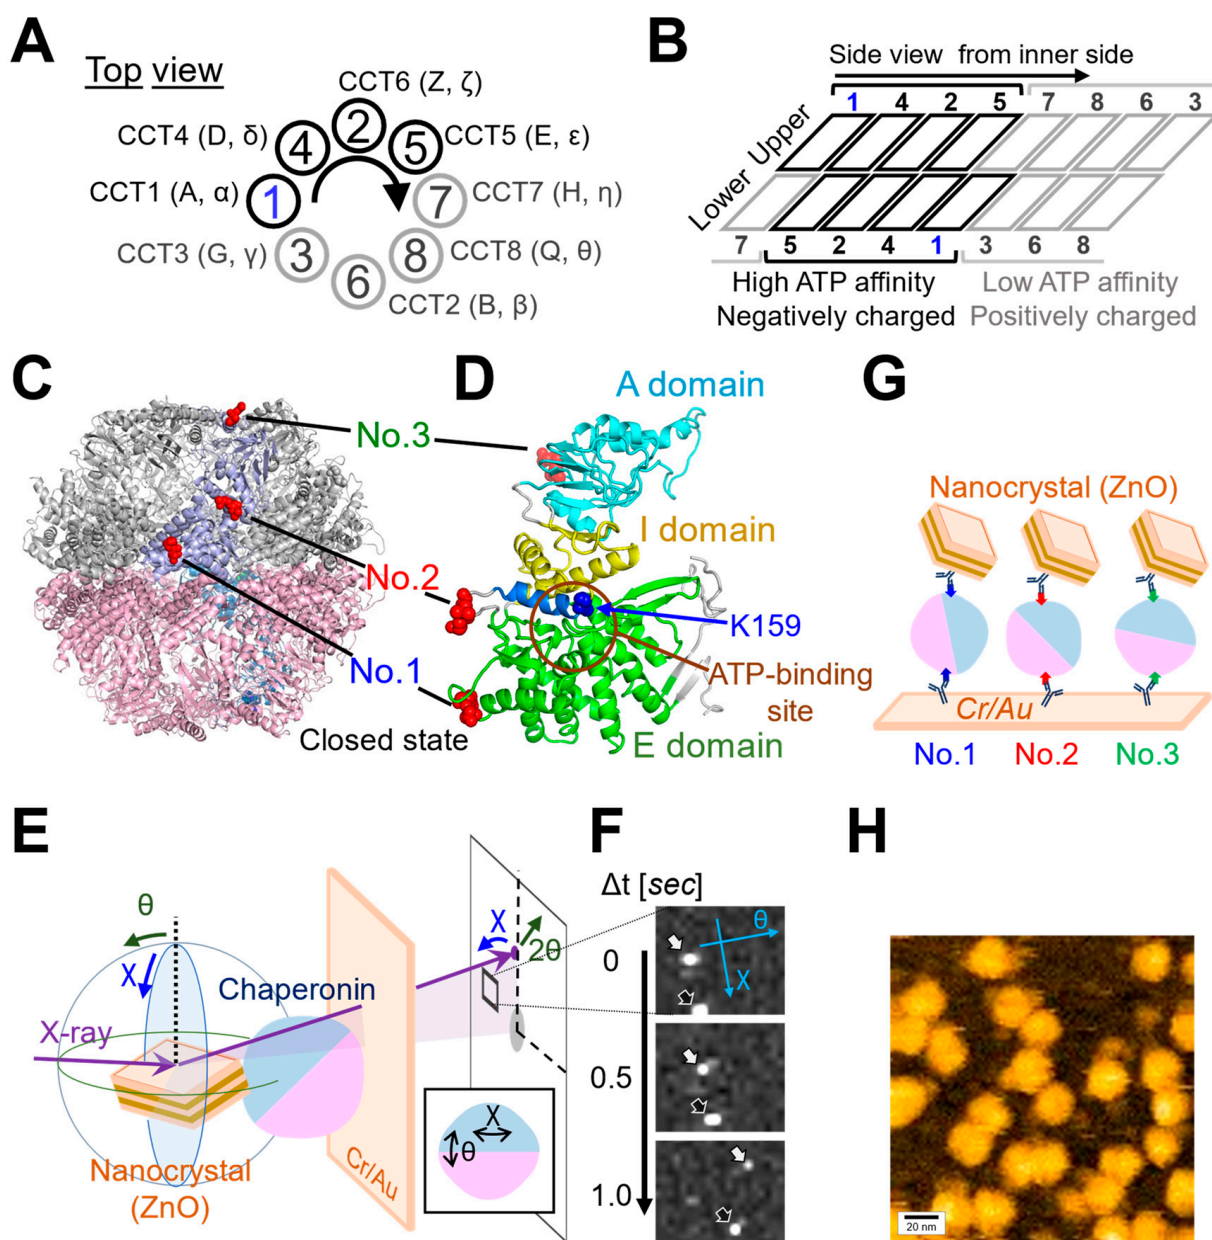 A
Top view
CCT6 (Z, ζ)
CCT4 (D, δ)
4
2
5
CCT5 (E, ε)
CCT1 (A, α)
1
7
CCT7 (H, η)
CCT3 (G, γ)
3
8
CCT8 (Q, θ)
6
CCT2 (B, β)
B
Side view from inner side
1 4 2 5 7 8 6 3
Upper
Lower
7 5 2 4 1 3 6 8
High ATP affinity
Negatively charged
Low ATP affinity
Positively charged
C
No.3
No.2
No.1
Closed state
D
A domain
I domain
K159
ATP-binding
site
E domain
G
Nanocrystal (ZnO)
Cr/Au
No.1
No.2
No.3
E
θ
χ
X-ray
Chaperonin
Nanocrystal
(ZnO)
Cr/Au
χ
2θ
χ
θ
F
Δt [sec]
0
0.5
1.0
θ
χ
H
20 nm